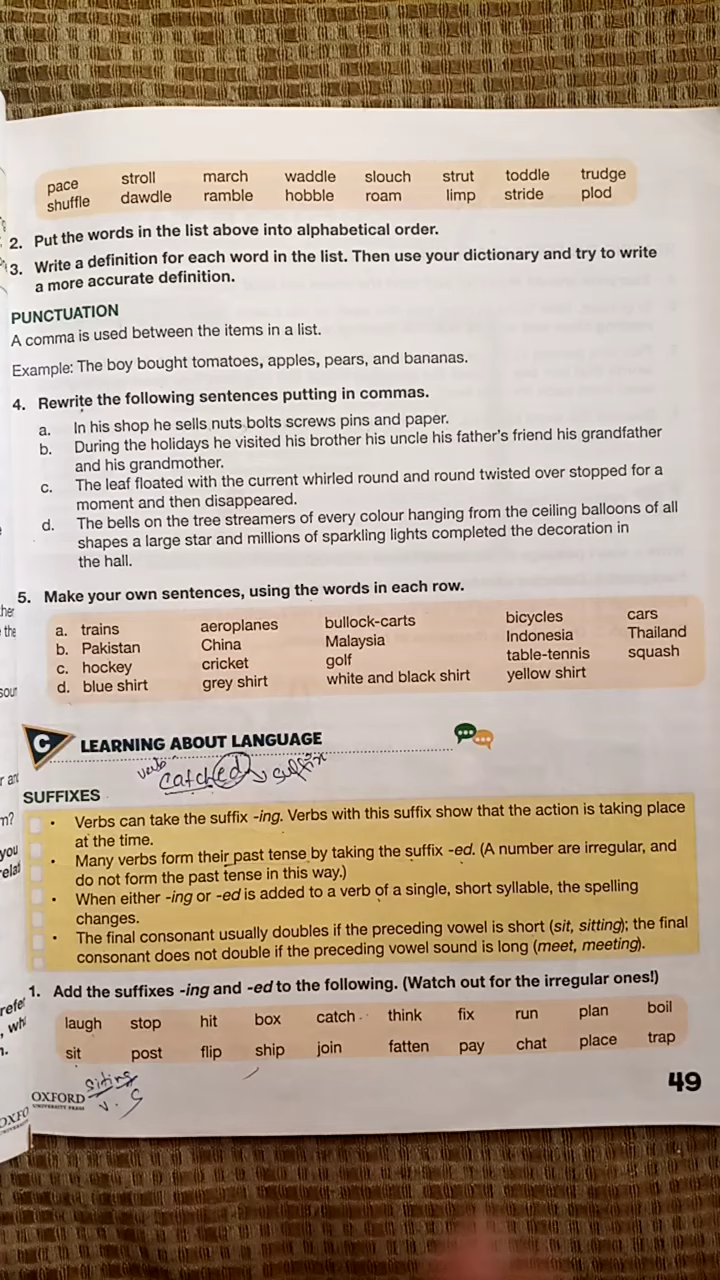 pace stroll march waddle slouch strut toddle trudge
shuffle dawdle ramble hobble roam limp stride plod
2. Put the words in the list above into alphabetical order.
3. Write a definition for each word in the list. Then use your dictionary and try to write
a more accurate definition.
PUNCTUATION
A comma is used between the items in a list.
Example: The boy bought tomatoes, apples, pears, and bananas.
4. Rewrite the following sentences putting in commas.
a. In his shop he sells nuts bolts screws pins and paper.
b. During the holidays he visited his brother his uncle his father's friend his grandfather
and his grandmother.
c. The leaf floated with the current whirled round and round twisted over stopped for a
moment and then disappeared.
d. The bells on the tree streamers of every colour hanging from the ceiling balloons of all
shapes a large star and millions of sparkling lights completed the decoration in
the hall.
5. Make your own sentences, using the words in each row.
a. trains aeroplanes bullock-carts bicycles cars
b. Pakistan China Malaysia Indonesia Thailand
c. hockey cricket golf table-tennis squash
d. blue shirt grey shirt white and black shirt yellow shirt
C LEARNING ABOUT LANGUAGE
verb catched suffix
SUFFIXES
• Verbs can take the suffix -ing. Verbs with this suffix show that the action is taking place
at the time.
• Many verbs form their past tense by taking the suffix -ed. (A number are irregular, and
do not form the past tense in this way.)
• When either -ing or -ed is added to a verb of a single, short syllable, the spelling
changes.
• The final consonant usually doubles if the preceding vowel is short (sit, sitting); the final
consonant does not double if the preceding vowel sound is long (meet, meeting).
1. Add the suffixes -ing and -ed to the following. (Watch out for the irregular ones!)
laugh stop hit box catch think fix run plan boil
sit post flip ship join fatten pay chat place trap
siting
v. S
OXFORD
UNIVERSITY PRESS
49